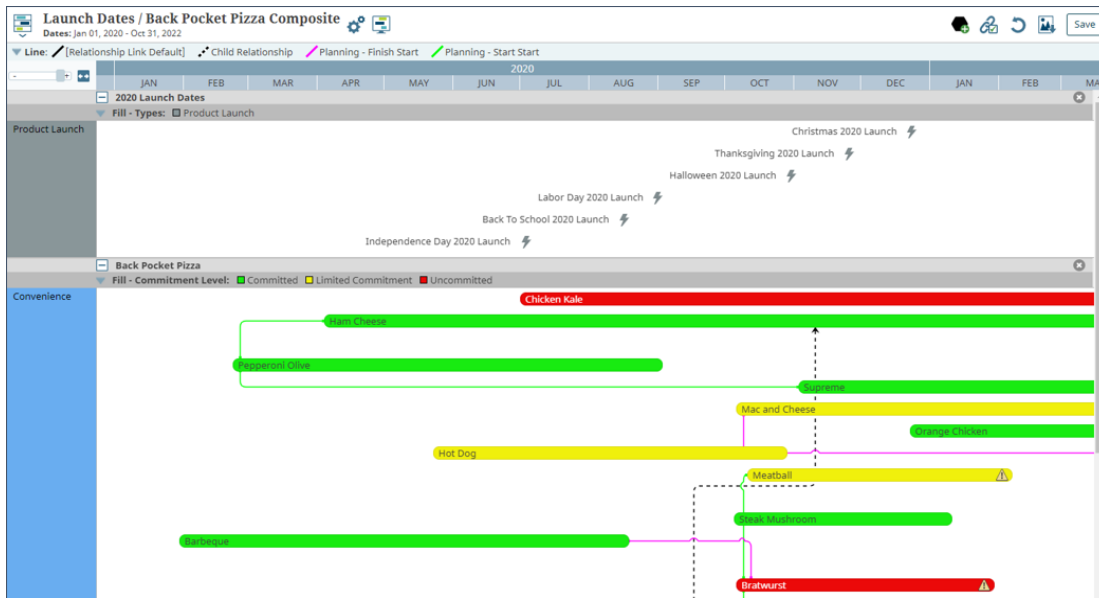 Launch Dates / Back Pocket Pizza Composite
Dates: Jan 01, 2020 - Oct 31, 2022
Save
Line: [Relationship Link Default] Child Relationship Planning - Finish Start Planning - Start Start
- +
2020
JAN FEB MAR APR MAY JUN JUL AUG SEP OCT NOV DEC JAN FEB MA
2020 Launch Dates
Fill - Types: Product Launch
Product Launch
Christmas 2020 Launch
Thanksgiving 2020 Launch
Halloween 2020 Launch
Labor Day 2020 Launch
Back To School 2020 Launch
Independence Day 2020 Launch
Back Pocket Pizza
Fill - Commitment Level: Committed Limited Commitment Uncommitted
Convenience
Chicken Kale
Ham Cheese
Pepperoni Olive
Supreme
Mac and Cheese
Orange Chicken
Hot Dog
Meatball
Steak Mushroom
Barbeque
Bratwurst